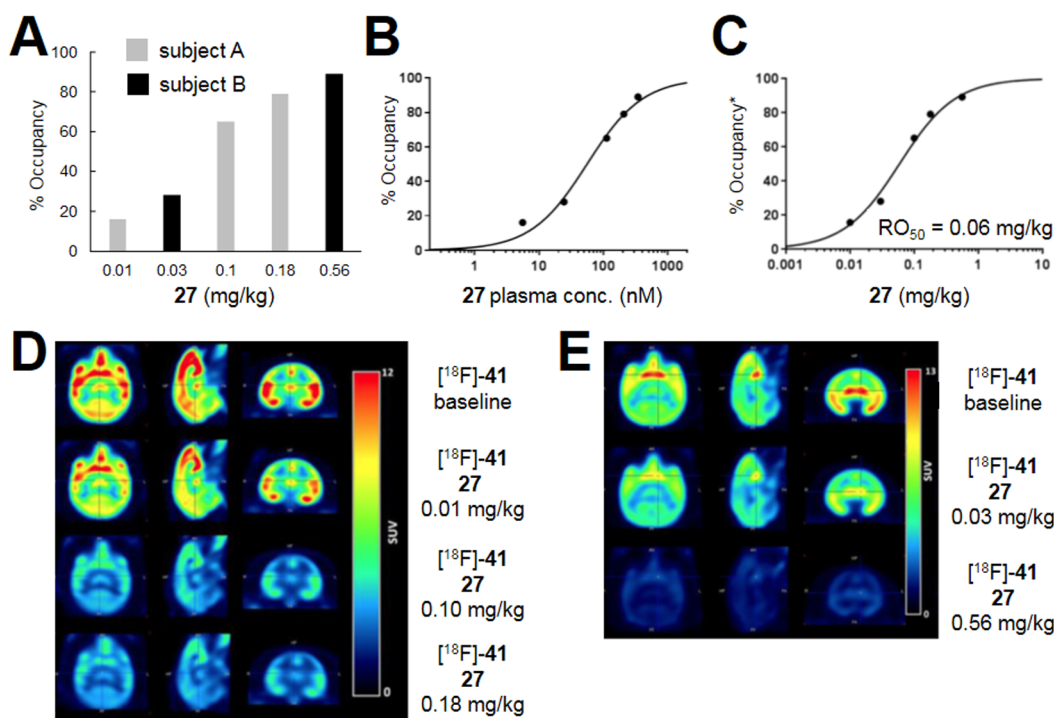 A
B
C
100
80
60
40
20
0
% Occupancy
subject A
subject B
0.01 0.03 0.1 0.18 0.56
27 (mg/kg)
100
80
60
40
20
0
% Occupancy
1 10 100 1000
27 plasma conc. (nM)
100
80
60
40
20
0
% Occupancy*
RO50 = 0.06 mg/kg
0.001 0.01 0.1 1 10
27 (mg/kg)
D
12
SUV
0
[18F]-41
baseline
[18F]-41
27
0.01 mg/kg
[18F]-41
27
0.10 mg/kg
[18F]-41
27
0.18 mg/kg
E
13
SUV
0
[18F]-41
baseline
[18F]-41
27
0.03 mg/kg
[18F]-41
27
0.56 mg/kg